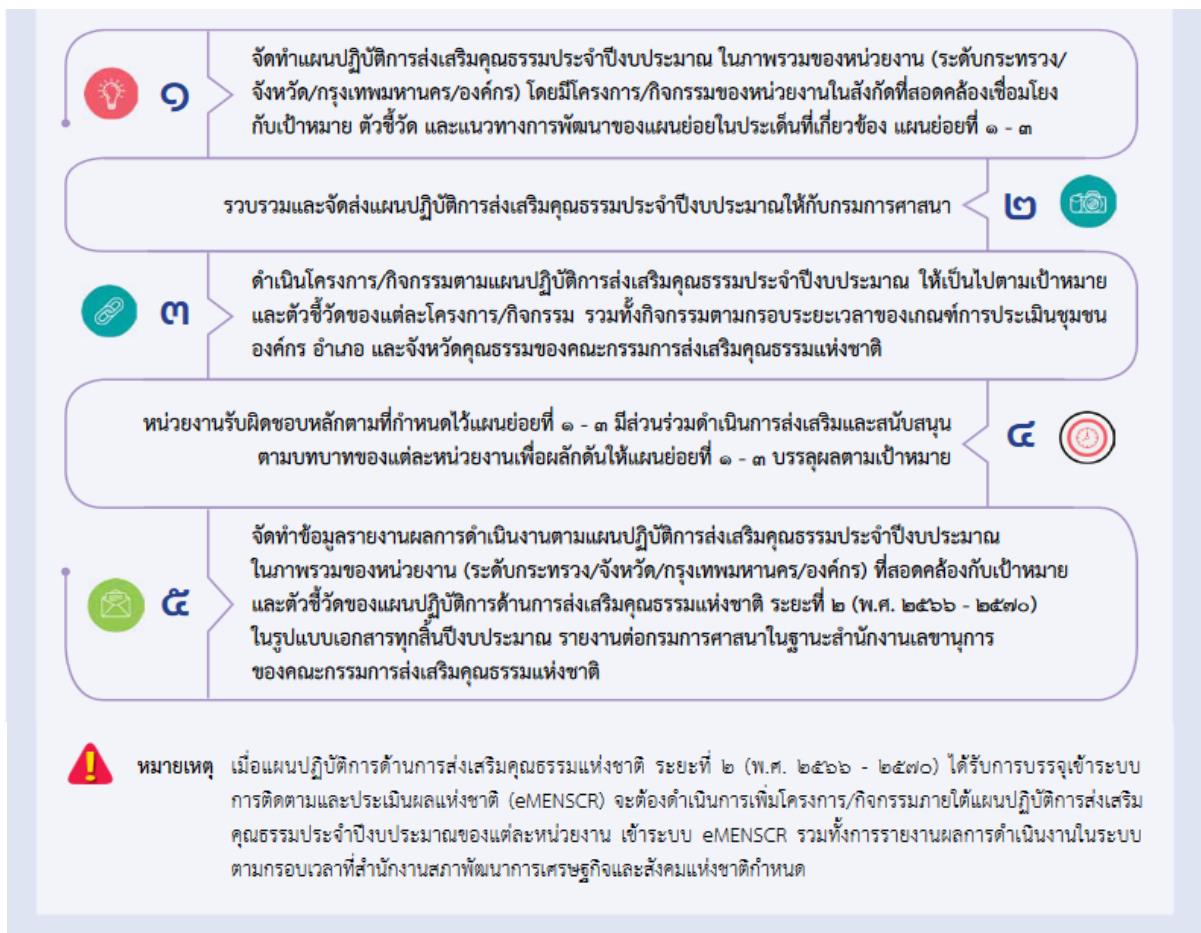 ๑
จัดทำแผนปฏิบัติการส่งเสริมคุณธรรมประจำปีงบประมาณ ในภาพรวมของหน่วยงาน (ระดับกระทรวง/
จังหวัด/กรุงเทพมหานคร/องค์กร) โดยมีโครงการ/กิจกรรมของหน่วยงานในสังกัดที่สอดคล้องเชื่อมโยง
กับเป้าหมาย ตัวชี้วัด และแนวทางการพัฒนาของแผนย่อยในประเด็นที่เกี่ยวข้อง แผนย่อยที่ ๑ - ๓
รวบรวมและจัดส่งแผนปฏิบัติการส่งเสริมคุณธรรมประจำปีงบประมาณให้กับกรมการศาสนา
๒
๓
ดำเนินโครงการ/กิจกรรมตามแผนปฏิบัติการส่งเสริมคุณธรรมประจำปีงบประมาณ ให้เป็นไปตามเป้าหมาย
และตัวชี้วัดของแต่ละโครงการ/กิจกรรม รวมทั้งกิจกรรมตามกรอบระยะเวลาของเกณฑ์การประเมินชุมชน
องค์กร อำเภอ และจังหวัดคุณธรรมของคณะกรรมการส่งเสริมคุณธรรมแห่งชาติ
หน่วยงานรับผิดชอบหลักตามที่กำหนดไว้แผนย่อยที่ ๑ - ๓ มีส่วนร่วมดำเนินการส่งเสริมและสนับสนุน
ตามบทบาทของแต่ละหน่วยงานเพื่อผลักดันให้แผนย่อยที่ ๑ - ๓ บรรลุผลตามเป้าหมาย
๔
๕
จัดทำข้อมูลรายงานผลการดำเนินงานตามแผนปฏิบัติการส่งเสริมคุณธรรมประจำปีงบประมาณ
ในภาพรวมของหน่วยงาน (ระดับกระทรวง/จังหวัด/กรุงเทพมหานคร/องค์กร) ที่สอดคล้องกับเป้าหมาย
และตัวชี้วัดของแผนปฏิบัติการด้านการส่งเสริมคุณธรรมแห่งชาติ ระยะที่ ๒ (พ.ศ. ๒๕๖๖ - ๒๕๗๐)
ในรูปแบบเอกสารทุกสิ้นปีงบประมาณ รายงานต่อกรมการศาสนาในฐานะสำนักงานเลขานุการ
ของคณะกรรมการส่งเสริมคุณธรรมแห่งชาติ
หมายเหตุ เมื่อแผนปฏิบัติการด้านการส่งเสริมคุณธรรมแห่งชาติ ระยะที่ ๒ (พ.ศ. ๒๕๖๖ - ๒๕๗๐) ได้รับการบรรจุเข้าระบบ
การติดตามและประเมินผลแห่งชาติ (eMENSCR) จะต้องดำเนินการเพิ่มโครงการ/กิจกรรมภายใต้แผนปฏิบัติการส่งเสริม
คุณธรรมประจำปีงบประมาณของแต่ละหน่วยงาน เข้าระบบ eMENSCR รวมทั้งการรายงานผลการดำเนินงานในระบบ
ตามกรอบเวลาที่สำนักงานสภาพัฒนาการเศรษฐกิจและสังคมแห่งชาติกำหนด